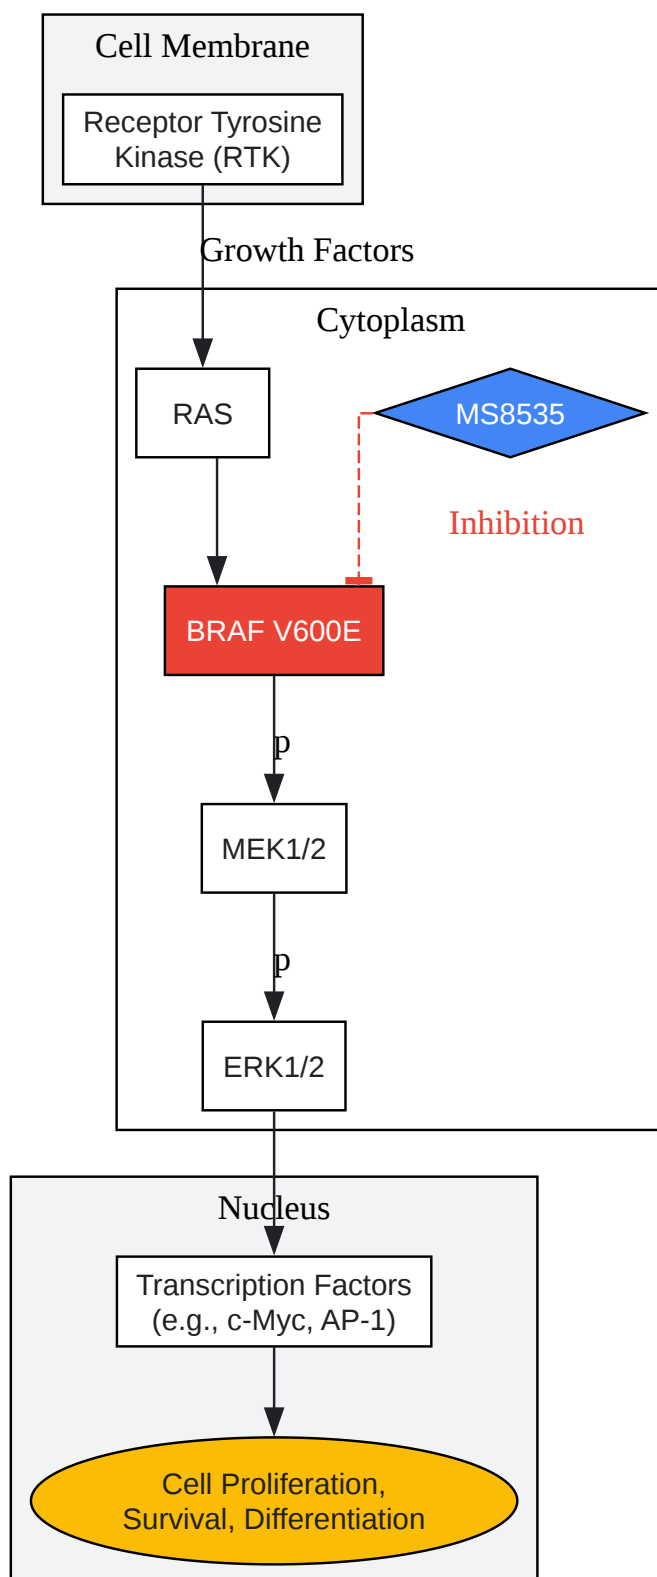 Cell Membrane
Receptor Tyrosine
Kinase (RTK)
Growth Factors
Cytoplasm
RAS
MS8535
Inhibition
BRAF V600E
p
MEK1/2
p
ERK1/2
Nucleus
Transcription Factors
(e.g., c-Myc, AP-1)
Cell Proliferation,
Survival, Differentiation